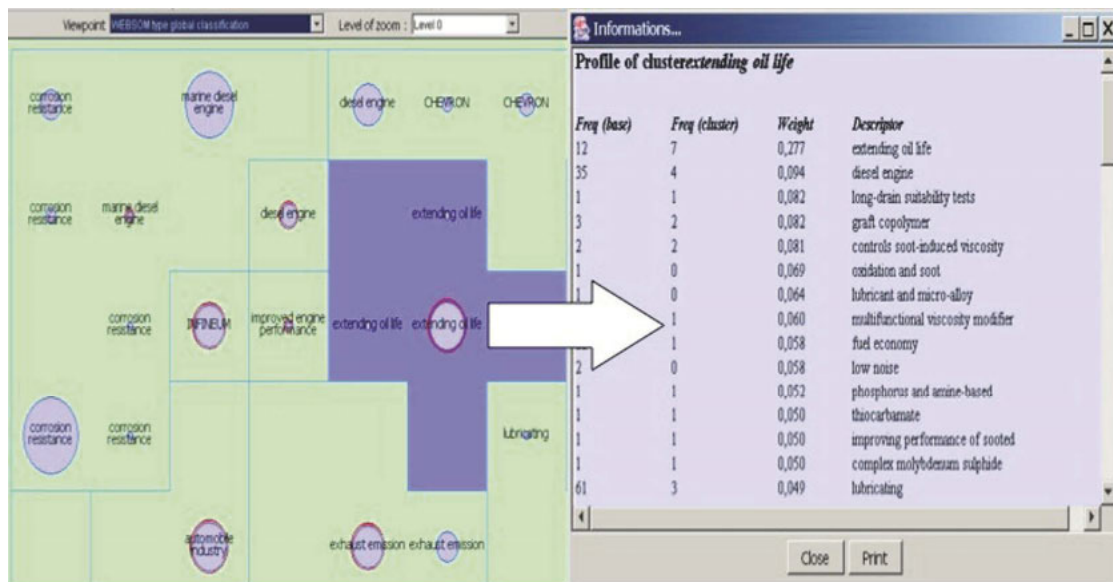 Viewpoint WEBSOM type global classification Level of zoom : Level 0
corrosion
resistance
marine diesel
engine
diesel engine
CHEVRON
CHEVRON
corrosion
resistance
marine diesel
engine
diesel engine
extending oil life
corrosion
resistance
INFINEUM
improved engine
performance
extending oil life
extending oil life
corrosion
resistance
corrosion
resistance
lubricating
automobile
industry
exhaust emission
exhaust emission
Informations...
Profile of clusterextending oil life
Freq (base) Freq (cluster) Weight Descriptor
12 7 0,277 extending oil life
35 4 0,094 diesel engine
1 1 0,082 long-drain suitability tests
3 2 0,082 graft copolymer
2 2 0,081 controls soot-induced viscosity
1 0 0,069 oxidation and soot
1 0 0,064 lubricant and micro-alloy
1 0,060 multifunctional viscosity modifier
1 0,058 fuel economy
2 0 0,058 low noise
1 1 0,052 phosphorus and amine-based
1 1 0,050 thiocarbamate
1 1 0,050 improving performance of sooted
1 1 0,050 complex molybdenum sulphide
61 3 0,049 lubricating
Close Print